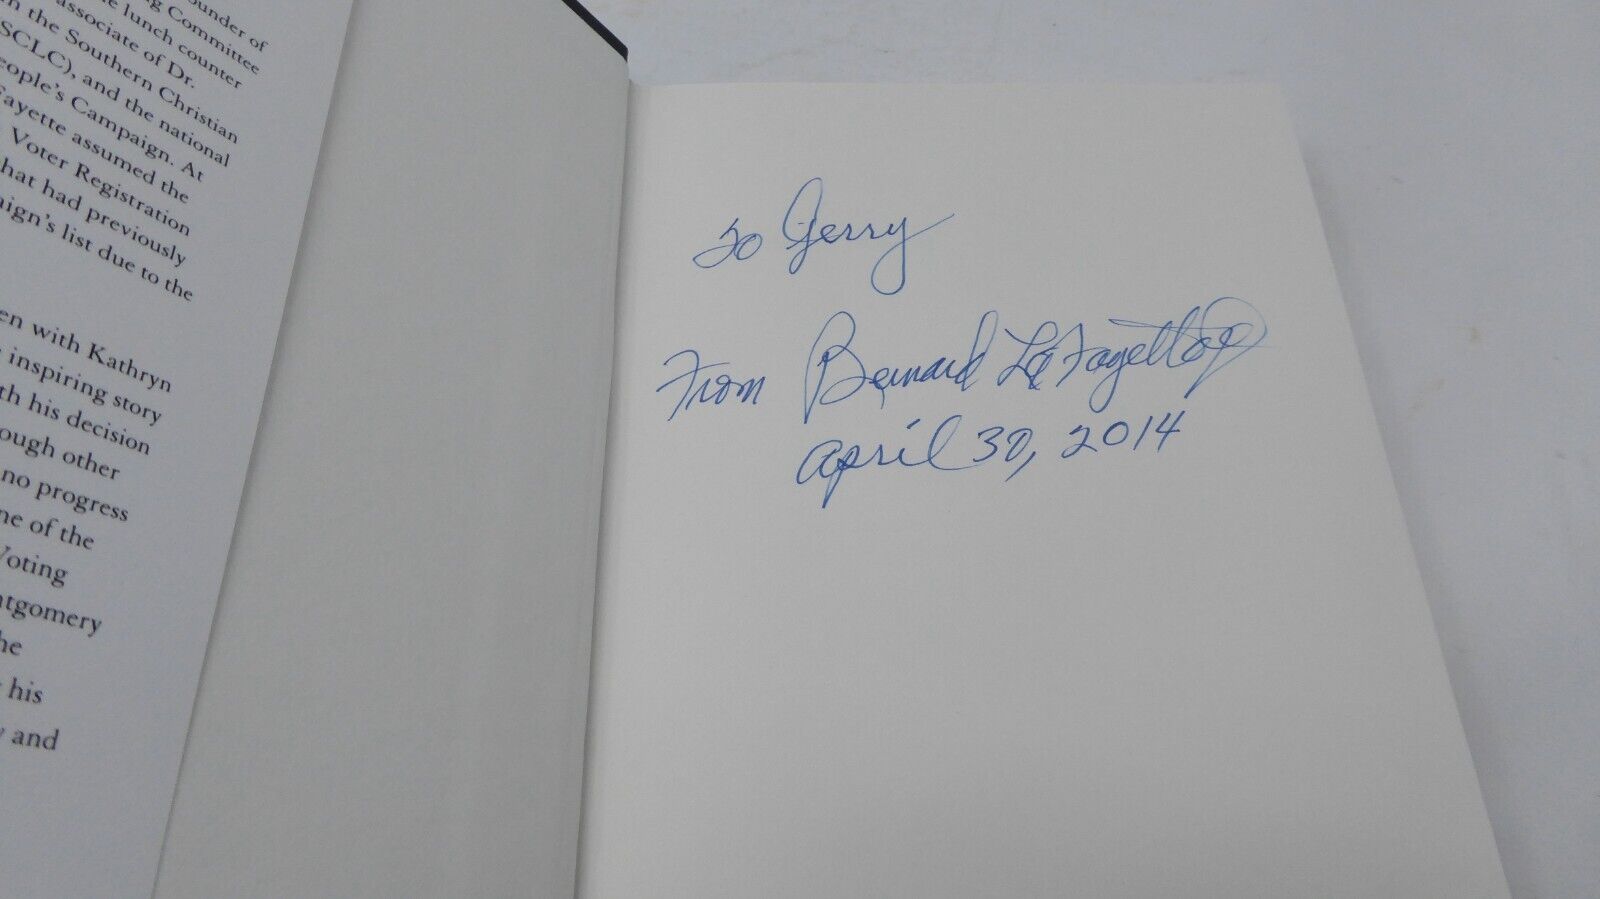 ounder of
ng Committee
e lunch counter
associate of Dr.
n the Southern Christian
SCLC), and the national
eople's Campaign. At
Fayette assumed the
Voter Registration
hat had previously
aign's list due to the
en with Kathryn
inspiring story
th his decision
ough other
no progress
ne of the
Voting
ntgomery
he
his
and
to Gerry
From Bernard LaFayette
April 30, 2014